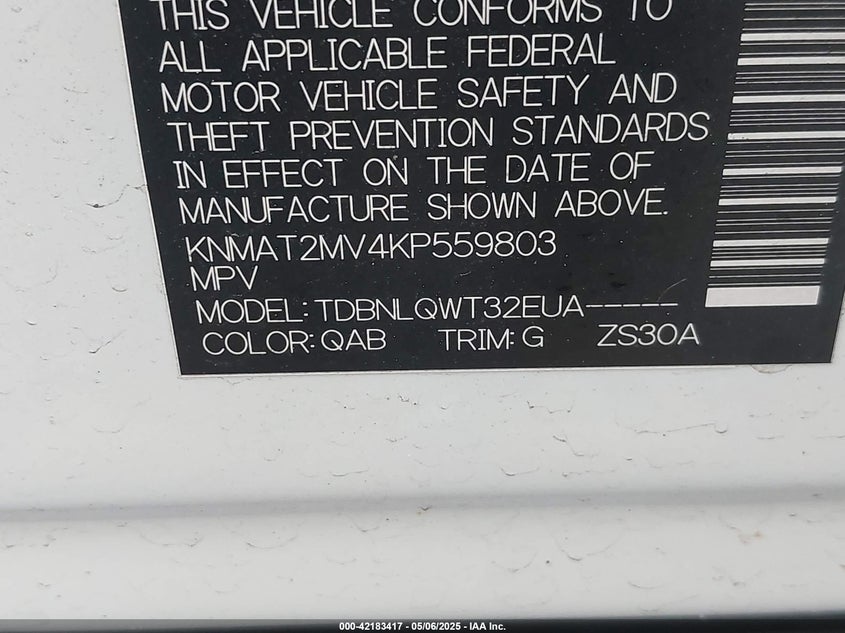 THIS VEHICLE CONFORMS TO
ALL APPLICABLE FEDERAL
MOTOR VEHICLE SAFETY AND
THEFT PREVENTION STANDARDS
IN EFFECT ON THE DATE OF
MANUFACTURE SHOWN ABOVE.
KNMAT2MV4KP559803
MPV
MODEL: TDBNLQWT32EUA-----
COLOR: QAB TRIM: G ZS30A
000-42183417 - 05/06/2025 - IAA Inc.